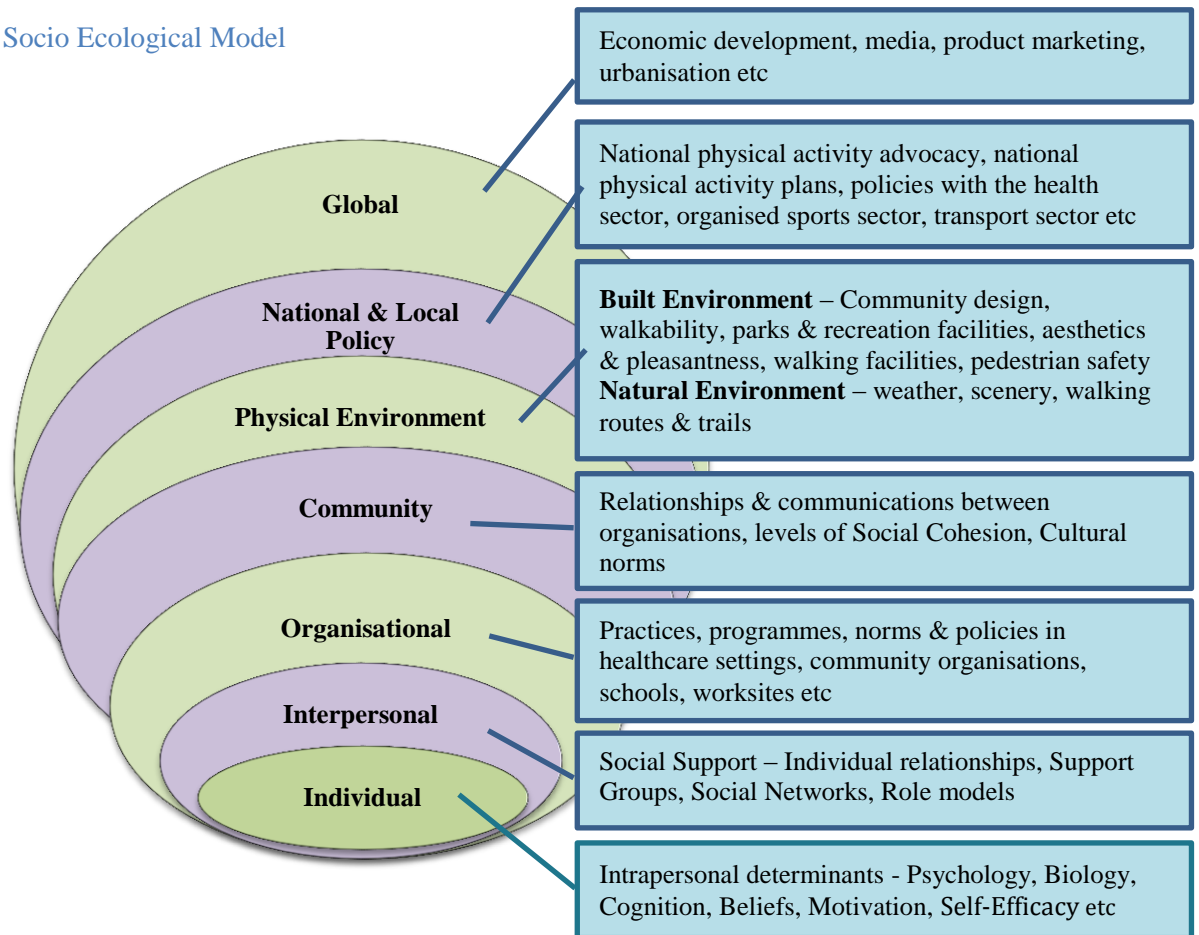 Socio Ecological Model
Economic development, media, product marketing,
urbanisation etc
Global
National physical activity advocacy, national
physical activity plans, policies with the health
sector, organised sports sector, transport sector etc
National & Local
Policy
Built Environment – Community design,
walkability, parks & recreation facilities, aesthetics
& pleasantness, walking facilities, pedestrian safety
Natural Environment – weather, scenery, walking
routes & trails
Physical Environment
Community
Relationships & communications between
organisations, levels of Social Cohesion, Cultural
norms
Organisational
Practices, programmes, norms & policies in
healthcare settings, community organisations,
schools, worksites etc
Interpersonal
Social Support – Individual relationships, Support
Groups, Social Networks, Role models
Individual
Intrapersonal determinants - Psychology, Biology,
Cognition, Beliefs, Motivation, Self-Efficacy etc